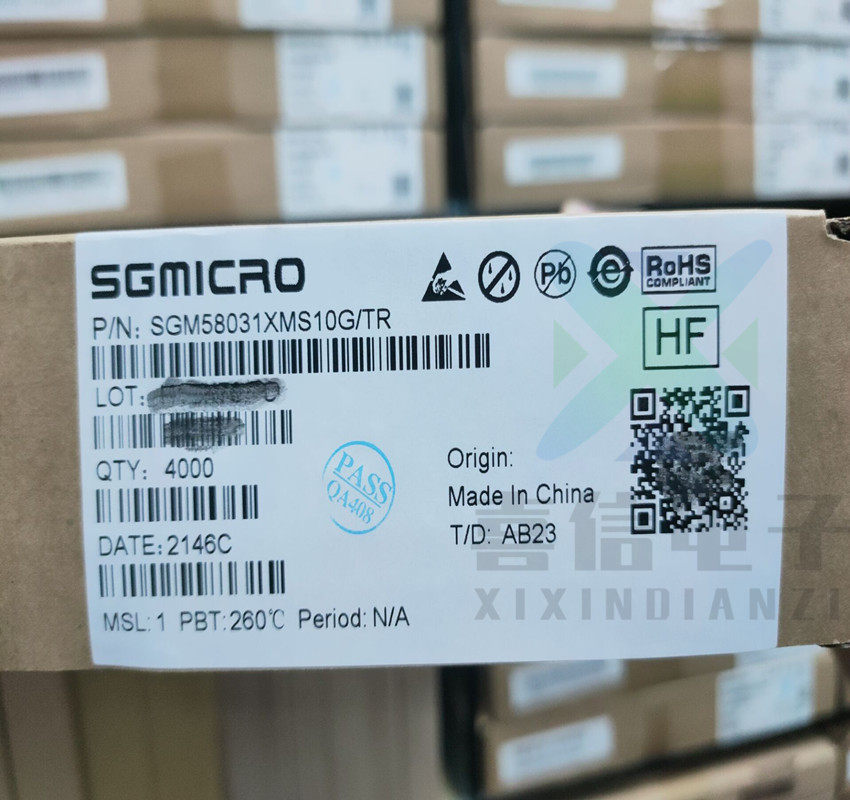 SGMICRO
Pb
e
RoHS
COMPLIANT
P/N: SGM58031XMS10G/TR
HF
LOT:
QTY: 4000
PASS
QA408
Origin:
Made In China
T/D: AB23
DATE:2146C
MSL: 1 PBT:260℃ Period: N/A
喜信电子
XIXINDIANZI